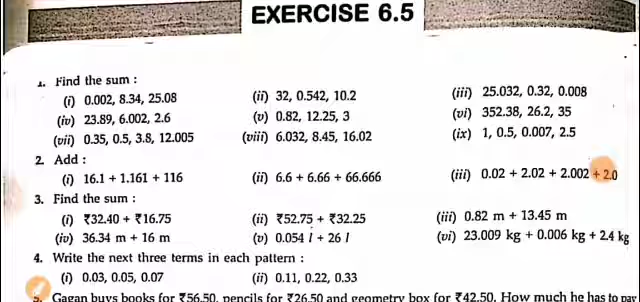 EXERCISE 6.5
1. Find the sum :
(i) 0.002, 8.34, 25.08 (ii) 32, 0.542, 10.2 (iii) 25.032, 0.32, 0.008
(iv) 23.89, 6.002, 2.6 (v) 0.82, 12.25, 3 (vi) 352.38, 26.2, 35
(vii) 0.35, 0.5, 3.8, 12.005 (viii) 6.032, 8.45, 16.02 (ix) 1, 0.5, 0.007, 2.5
2. Add :
(i) 16.1 + 1.161 + 116 (ii) 6.6 + 6.66 + 66.666 (iii) 0.02 + 2.02 + 2.002 + 2.0
3. Find the sum :
(i) ₹32.40 + ₹16.75 (ii) ₹52.75 + ₹32.25 (iii) 0.82 m + 13.45 m
(iv) 36.34 m + 16 m (v) 0.054 l + 26 l (vi) 23.009 kg + 0.006 kg + 2.4 kg
4. Write the next three terms in each pattern :
(i) 0.03, 0.05, 0.07 (ii) 0.11, 0.22, 0.33
5. Gagan buys books for ₹56.50, pencils for ₹26.50 and geometry box for ₹42.50. How much he has to pay